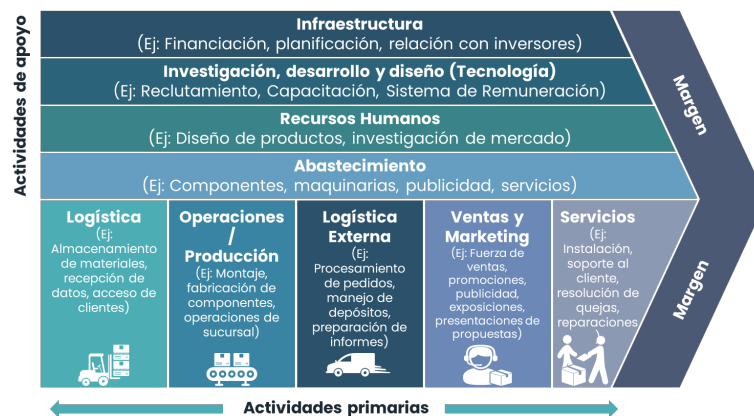 Actividades de apoyo
Infraestructura
(Ej: Financiación, planificación, relación con inversores)
Investigación, desarrollo y diseño (Tecnología)
(Ej: Reclutamiento, Capacitación, Sistema de Remuneración)
Recursos Humanos
(Ej: Diseño de productos, investigación de mercado)
Abastecimiento
(Ej: Componentes, maquinarias, publicidad, servicios)
Margen
Logística
(Ej:
Almacenamiento
de materiales,
recepción de
datos, acceso de
clientes)
Operaciones
/
Producción
(Ej: Montaje,
fabricación de
componentes,
operaciones de
sucursal)
Logística
Externa
(Ej:
Procesamiento
de pedidos,
manejo de
depósitos,
preparación de
informes)
Ventas y
Marketing
(Ej: Fuerza de
ventas,
promociones,
publicidad,
exposiciones,
presentaciones de
propuestas)
Servicios
(Ej:
Instalación,
soporte al
cliente,
resolución de
quejas,
reparaciones
Margen
Actividades primarias